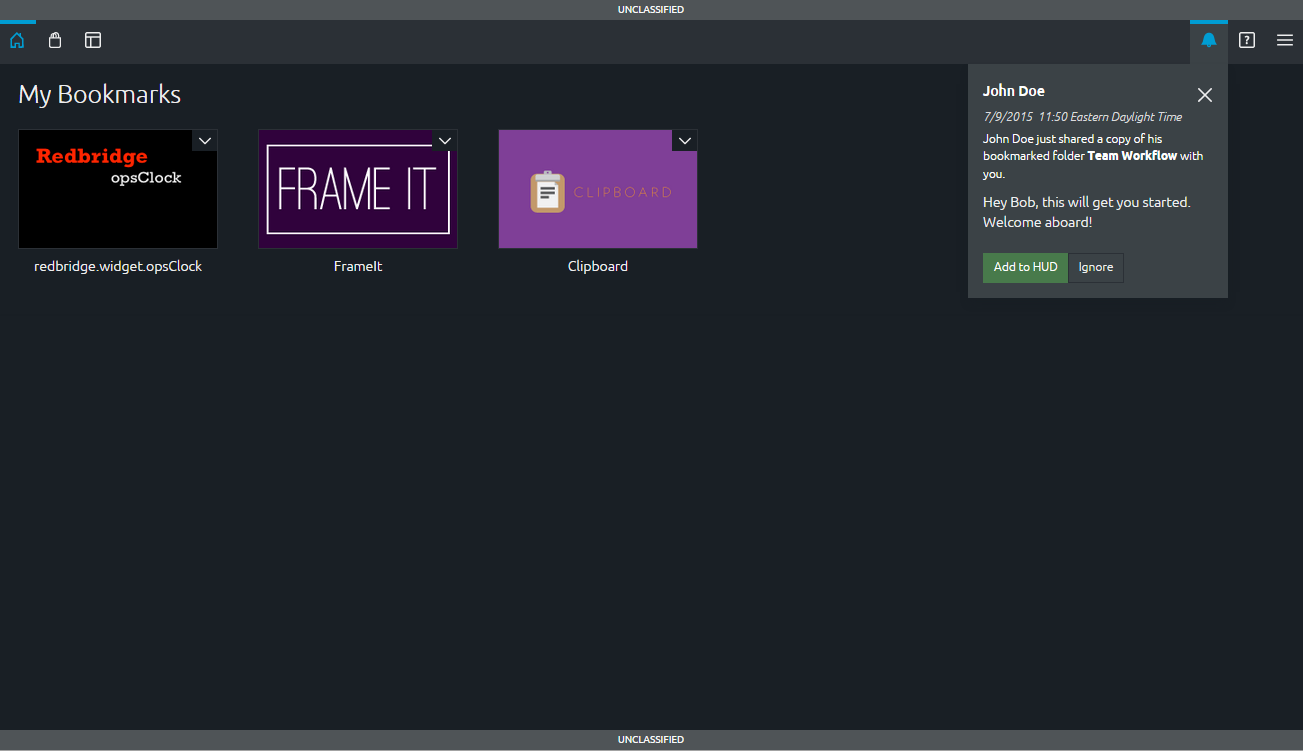 UNCLASSIFIED
?
My Bookmarks
Redbridge
opsClock
redbridge.widget.opsClock
FRAME IT
FrameIt
CLIPBOARD
Clipboard
John Doe
7/9/2015 11:50 Eastern Daylight Time
John Doe just shared a copy of his
bookmarked folder Team Workflow with
you.
Hey Bob, this will get you started.
Welcome aboard!
Add to HUD Ignore
UNCLASSIFIED